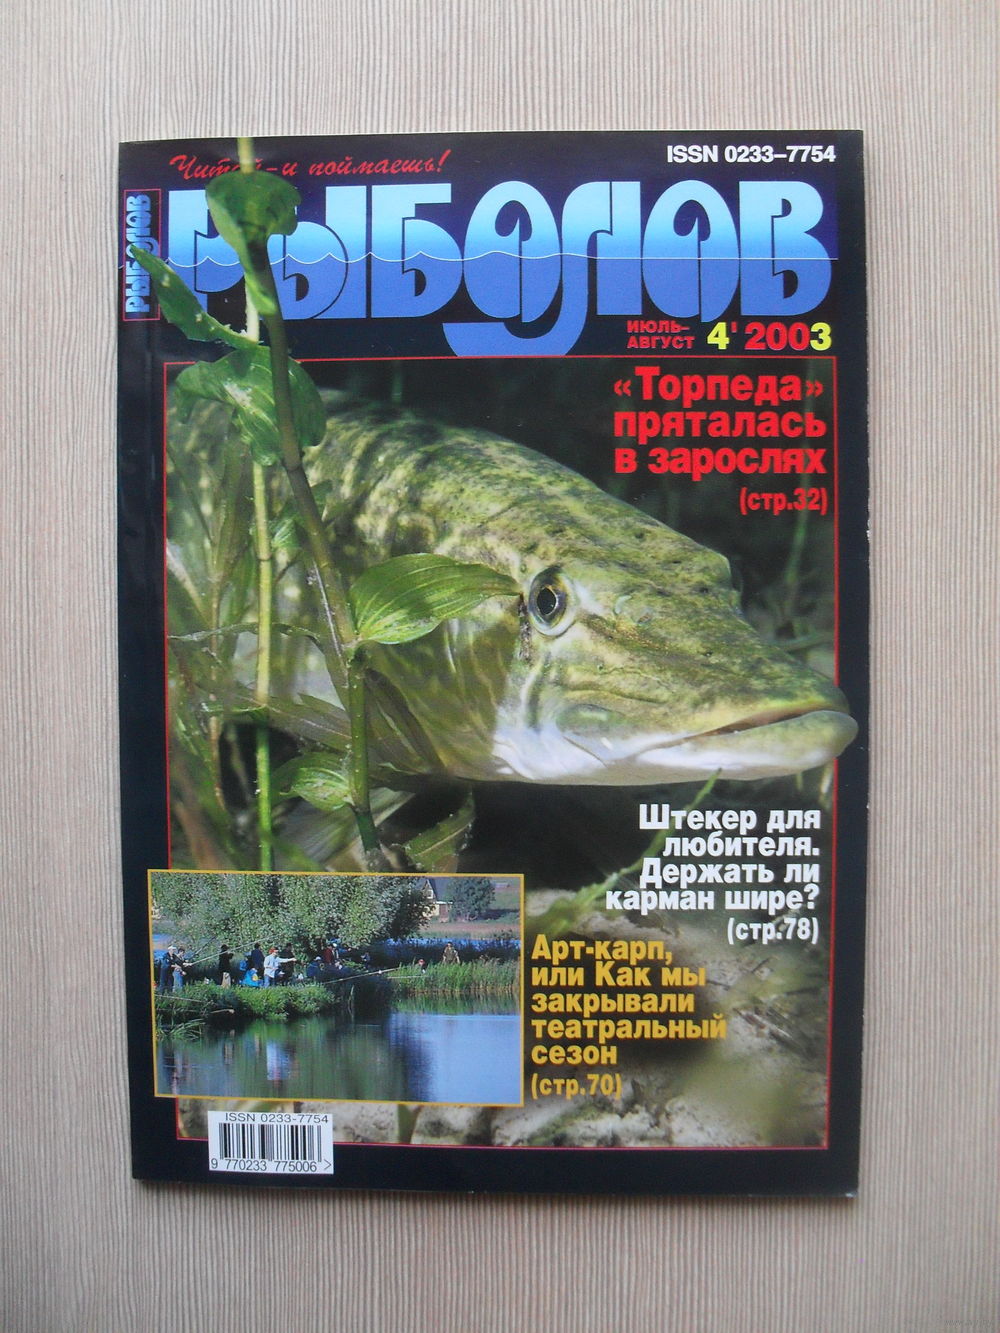 Читай - и поймаешь!
ISSN 0233-7754
РЫБОЛОВ
РЫБОЛОВ
ИЮЛЬ-
АВГУСТ 4' 2003
«Торпеда»
пряталась
в зарослях
(стр.32)
Штекер для
любителя.
Держать ли
карман шире?
(стр.78)
Арт-карп,
или Как мы
закрывали
театральный
сезон
(стр.70)
ISSN 0233-7754
9 770233 775006 >